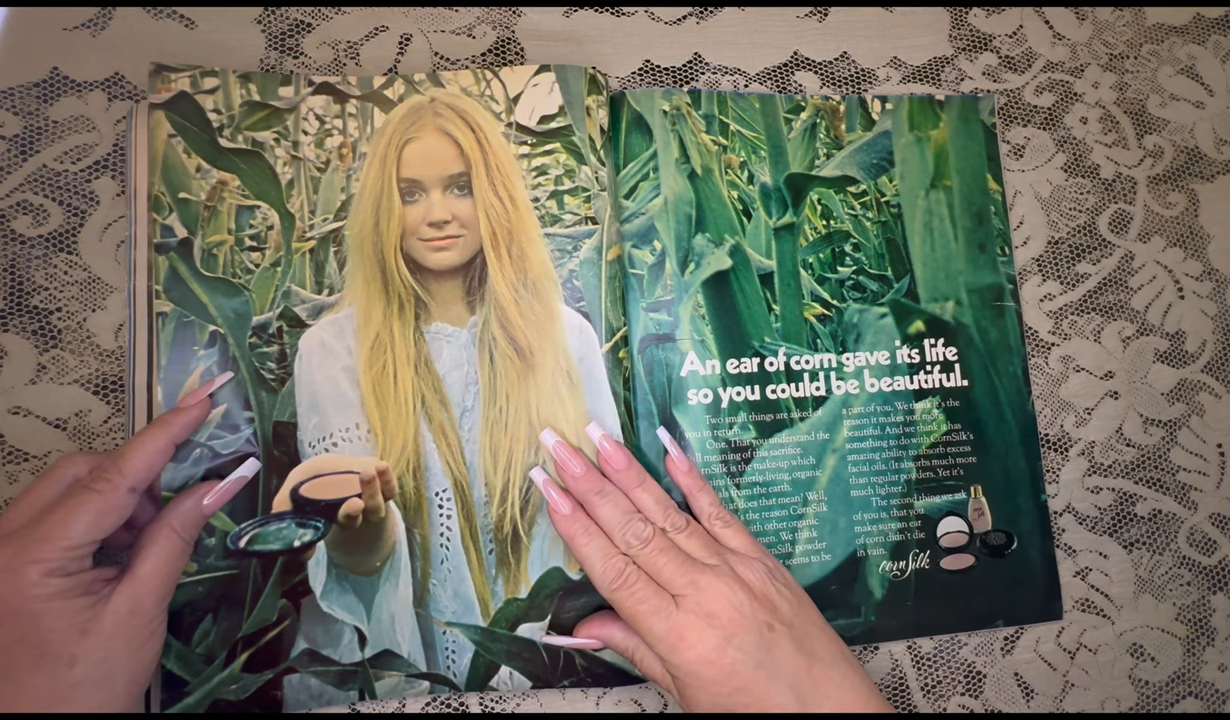 An ear of corn gave its life
so you could be beautiful.
Two small things are asked of
you in return.
One. That you understand the
meaning of this sacrifice.
is the make-up which
formerly-living, organic
from the earth.
does that mean? Well,
the reason CornSilk
with other organic
We think
powder
seems to be
a part of you. We think it's the
reason it makes you more
beautiful. And we think it has
something to do with CornSilk's
amazing ability to absorb excess
facial oils. (It absorbs much more
than regular powders. Yet it's
much lighter.)
The second thing we ask
of you is, that you
make sure an ear
of corn didn't die
in vain.
cornSilk